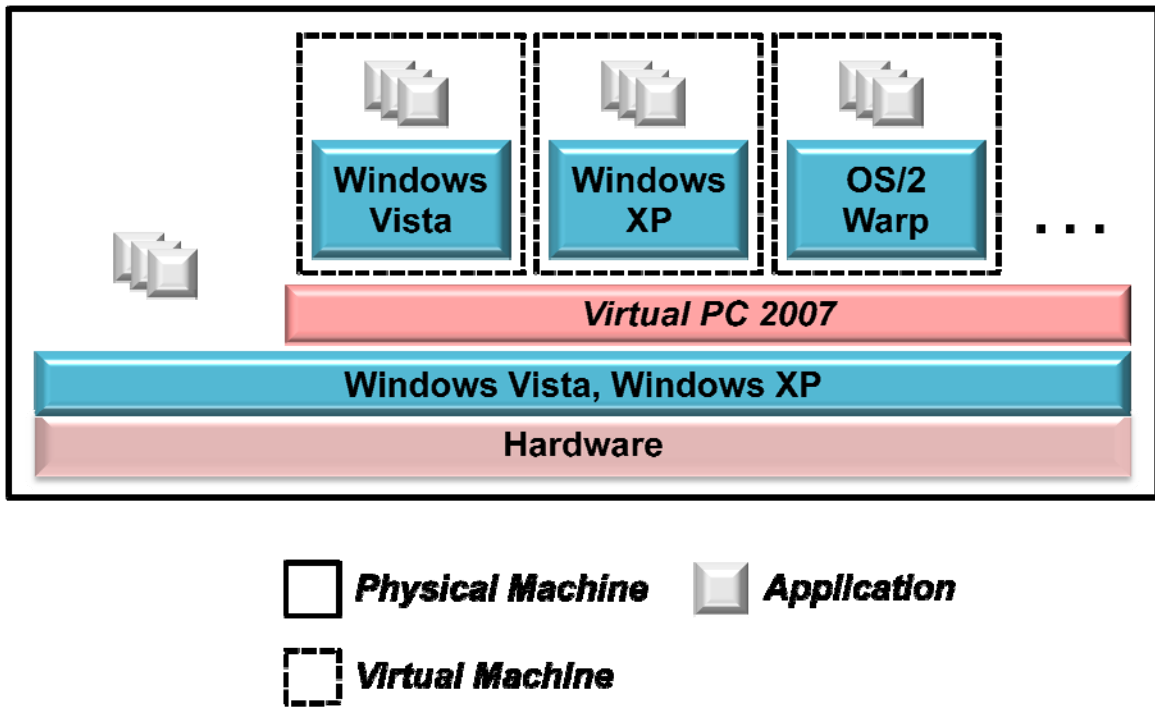 Windows
Vista
Windows
XP
OS/2
Warp
. . .
Virtual PC 2007
Windows Vista, Windows XP
Hardware
Physical Machine
Application
Virtual Machine